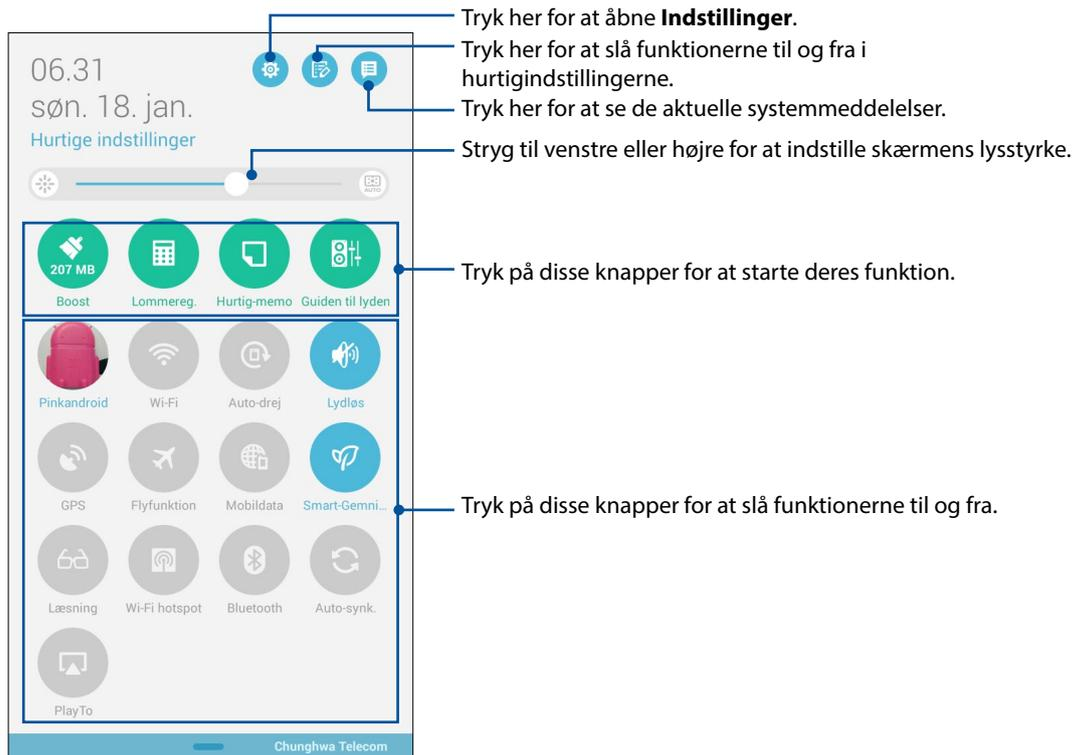 Tryk her for at åbne Indstillinger.
Tryk her for at slå funktionerne til og fra i
hurtigindstillingerne.
Tryk her for at se de aktuelle systemmeddelelser.
Stryg til venstre eller højre for at indstille skærmens lysstyrke.
Tryk på disse knapper for at starte deres funktion.
Tryk på disse knapper for at slå funktionerne til og fra.
06.31
søn. 18. jan.
Hurtige indstillinger
AUTO
207 MB
Boost Lommereg. Hurtig-memo Guiden til lyden
Pinkandroid Wi-Fi Auto-drej Lydløs
GPS Flyfunktion Mobildata Smart-Gemni...
Læsning Wi-Fi hotspot Bluetooth Auto-synk.
PlayTo
Chunghwa Telecom